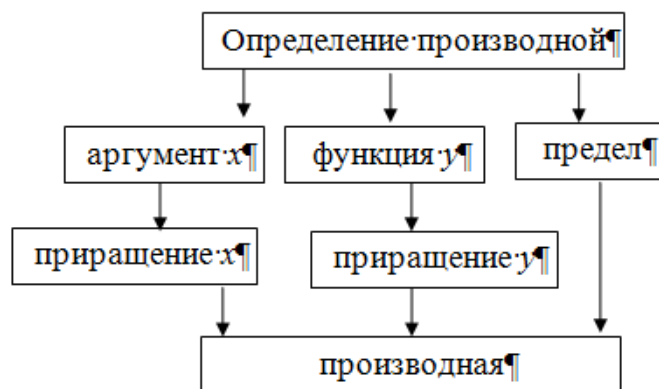 Определение·производной¶
аргумент·x¶
функция·y¶
предел¶
приращение·x¶
приращение·y¶
производная¶